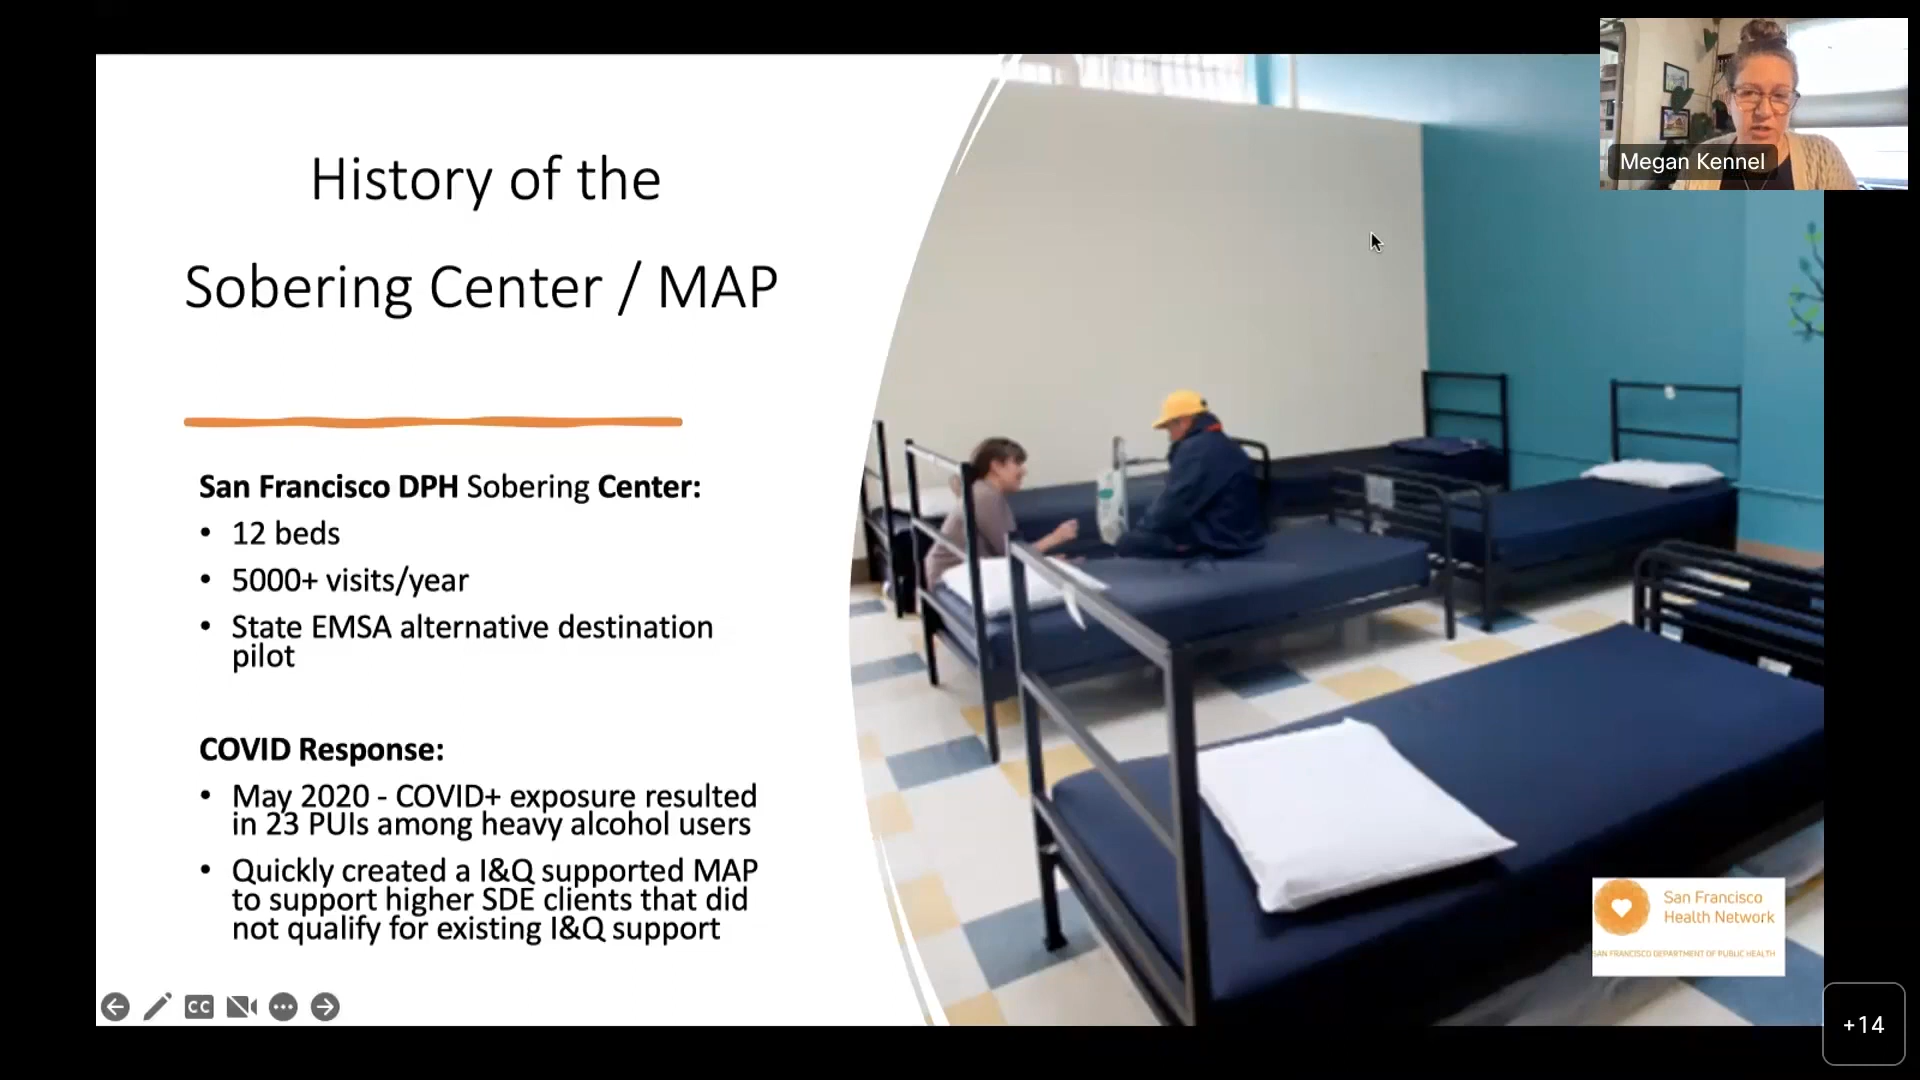 Megan Kennel
History of the
Sobering Center / MAP
San Francisco DPH Sobering Center:
• 12 beds
• 5000+ visits/year
• State EMSA alternative destination
pilot
COVID Response:
• May 2020 - COVID+ exposure resulted
in 23 PUIs among heavy alcohol users
• Quickly created a I&Q supported MAP
to support higher SDE clients that did
not qualify for existing I&Q support
San Francisco
Health Network
SAN FRANCISCO DEPARTMENT OF PUBLIC HEALTH
CC
+14